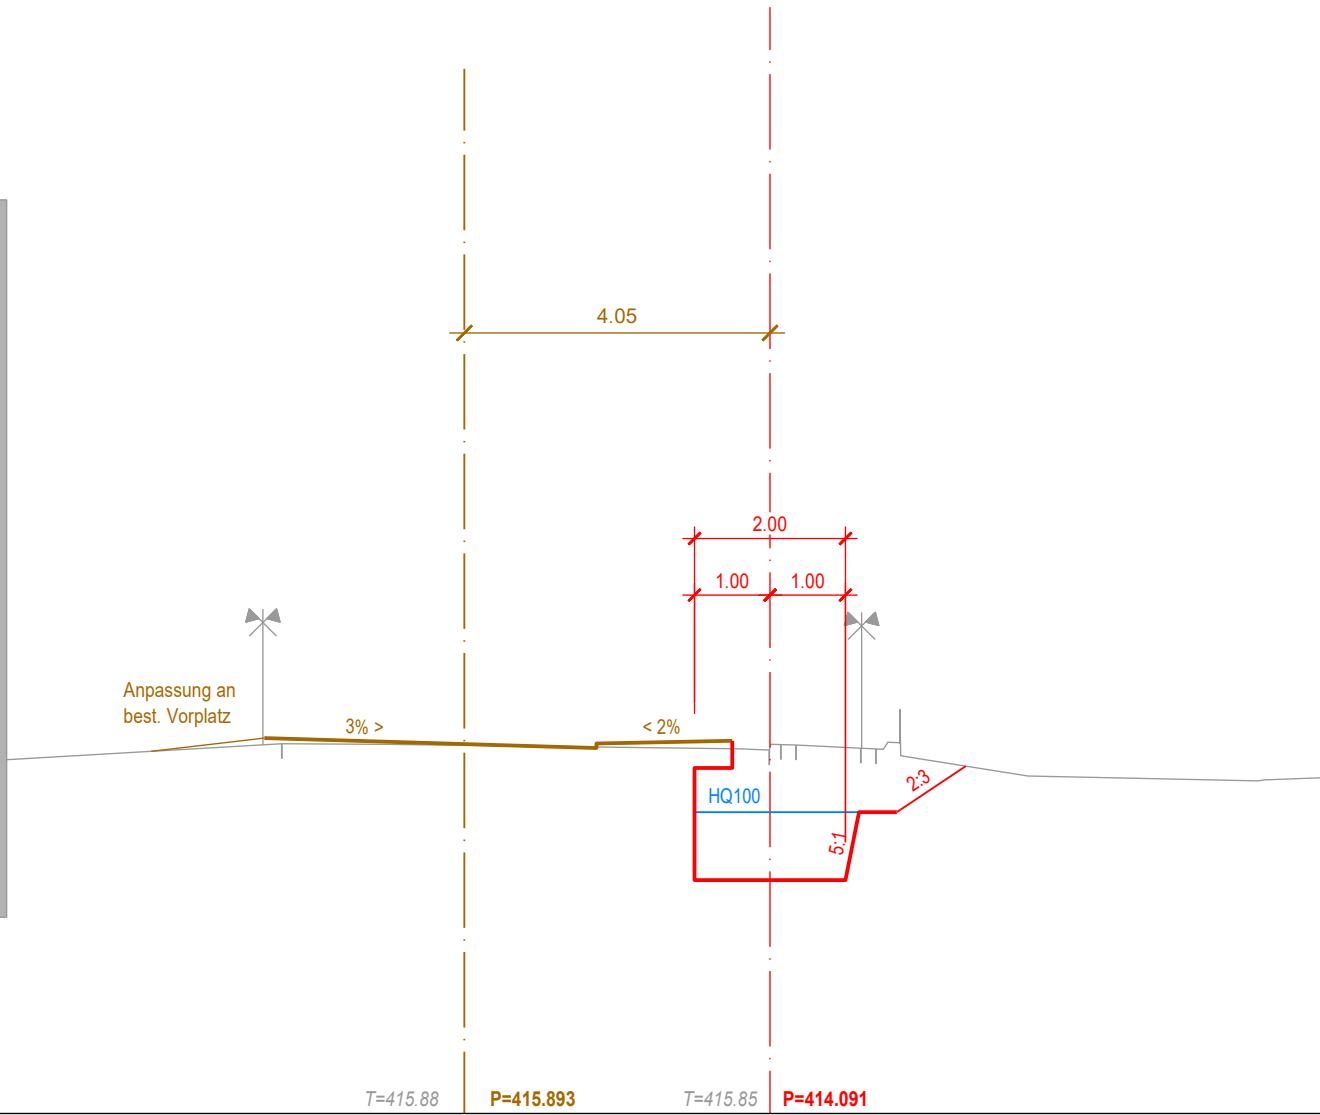 4.05
2.00
1.00
1.00
Anpassung an
best. Vorplatz
3% >
< 2%
HQ100
2:3
5:1
T=415.88
P=415.893
T=415.85
P=414.091